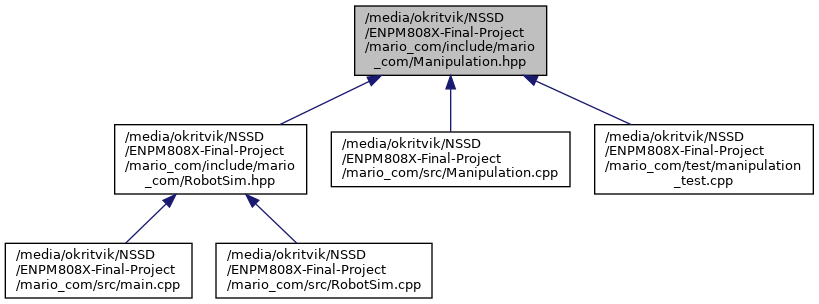 /media/okritvik/NSSD
/ENPM808X-Final-Project
/mario_com/include/mario
_com/Manipulation.hpp
/media/okritvik/NSSD
/ENPM808X-Final-Project
/mario_com/include/mario
_com/RobotSim.hpp
/media/okritvik/NSSD
/ENPM808X-Final-Project
/mario_com/src/Manipulation.cpp
/media/okritvik/NSSD
/ENPM808X-Final-Project
/mario_com/test/manipulation
_test.cpp
/media/okritvik/NSSD
/ENPM808X-Final-Project
/mario_com/src/main.cpp
/media/okritvik/NSSD
/ENPM808X-Final-Project
/mario_com/src/RobotSim.cpp